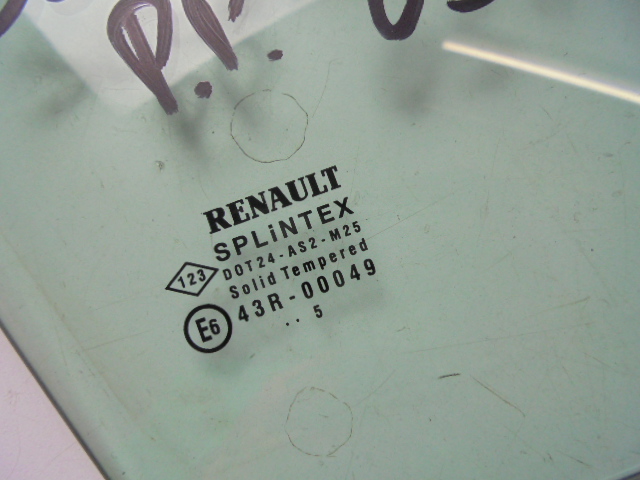 P.P.
RENAULT
SPLiNTEX
DOT24-AS2-M25
123 Solid Tempered
E6 43R-00049
.. 5